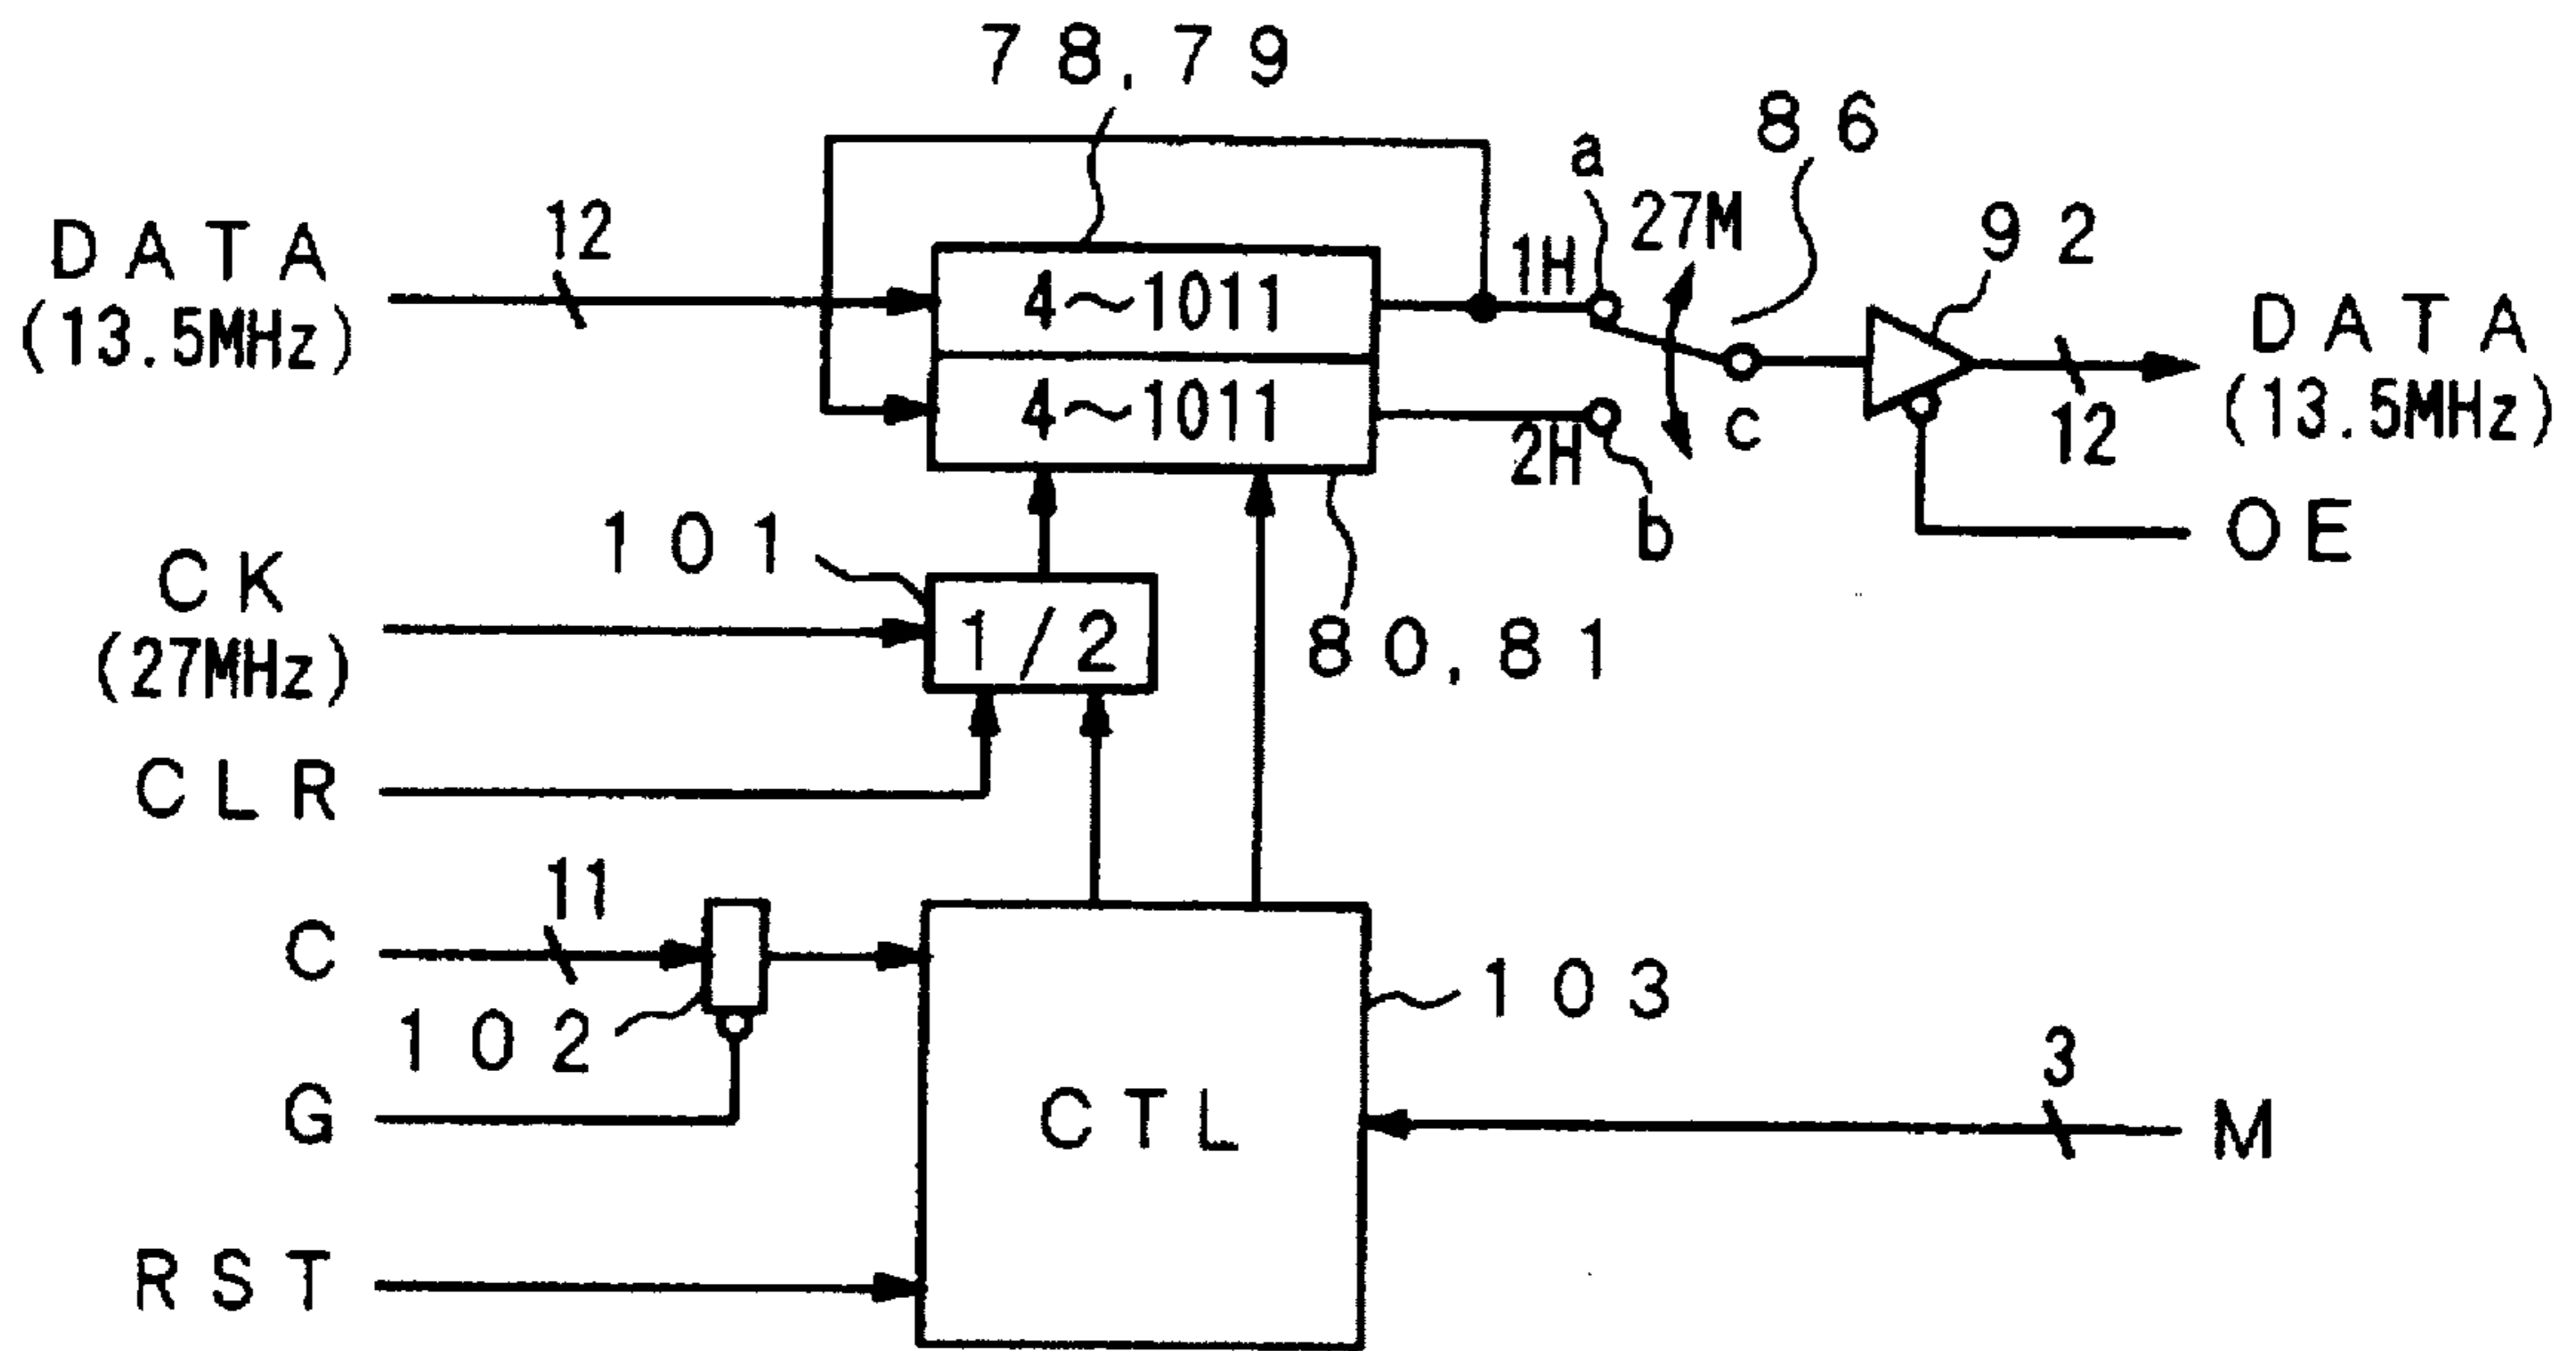 78, 79
86
a
27M
12
1H
92
DATA
(13.5MHz)
4~1011
4~1011
2H
b
c
12
DATA
(13.5MHz)
OE
101
CK
(27MHz)
1/2
80, 81
CLR
11
C
102
103
G
CTL
3
M
RST